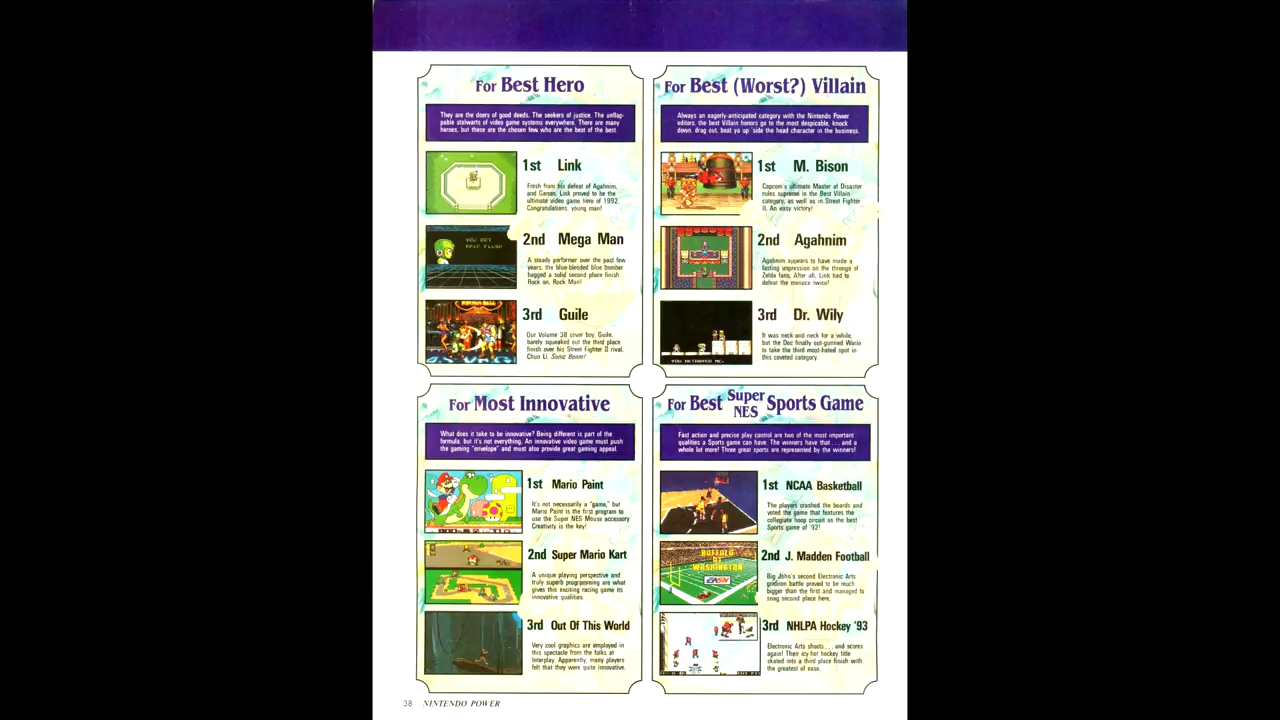 For Best Hero
They are the doers of good deeds. The seekers of justice. The unflap-
pable stalwarts of video game systems everywhere. There are many
heroes, but these are the chosen few who are the best of the best.
1st Link
Fresh from his defeat of Agahnim,
and Ganon, Link proved to be the
ultimate video game hero of 1992.
Congratulations, young man!
YOU GOT
2nd Mega Man
A steady performer over the past few
years, the blue-blooded blue bomber
bagged a solid second place finish
Rock on, Rock Man!
3rd Guile
Our Volume 38 cover boy, Guile,
barely squeaked out the third place
finish over his Street Fighter II rival,
Chun Li. Sonic Boom!
For Best (Worst?) Villain
Always an eagerly-anticipated category with the Nintendo Power
editors, the best Villain honors go to the most despicable, knock
down, drag out, beat ya up 'side the head character in the business.
1st M. Bison
Capcom's ultimate Master of Disaster
rules supreme in the Best Villain
category, as well as in Street Fighter
II. An easy victory!
2nd Agahnim
Agahnim appears to have made a
lasting impression on the throngs of
Zelda fans. After all, Link had to
defeat the menace twice!
3rd Dr. Wily
It was neck-and-neck for a while,
but the Doc finally out-gunned Wario
to take the third most-hated spot in
this coveted category.
YOU BETRAYED ME.
For Most Innovative
What does it take to be innovative? Being different is part of the
formula, but it's not everything. An innovative video game must push
the gaming "envelope" and must also provide great gaming appeal.
1st Mario Paint
It's not necessarily a "game," but
Mario Paint is the first program to
use the Super NES Mouse accessory.
Creativity is the key!
2nd Super Mario Kart
A unique playing perspective and
truly superb programming are what
gives this exciting racing game its
innovative qualities.
3rd Out Of This World
Very cool graphics are employed in
this spectacle from the folks at
Interplay. Apparently, many players
felt that they were quite innovative.
For Best Super NES Sports Game
Fast action and precise play control are two of the most important
qualities a Sports game can have. The winners have that . . . and a
whole lot more! Three great sports are represented by the winners!
1st NCAA Basketball
The players crashed the boards and
voted the game that features the
collegiate hoop circuit as the best
Sports game of '92!
BUFFALO
AT
WASHINGTON
EASN
2nd J. Madden Football
Big John's second Electronic Arts
gridiron battle proved to be much
bigger than the first and managed to
snag second place here.
3rd NHLPA Hockey '93
Electronic Arts shoots . . . and scores
again! Their icy-hot hockey title
skated into a third place finish with
the greatest of ease.
38 NINTENDO POWER